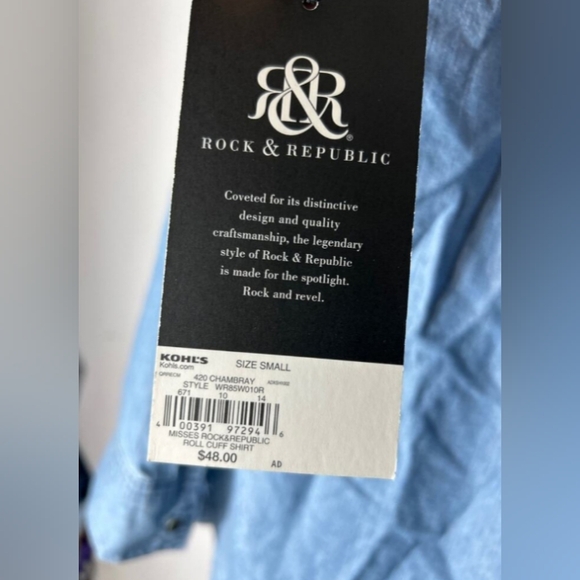 R&R®
ROCK & REPUBLIC
Coveted for its distinctive
design and quality
craftsmanship, the legendary
style of Rock & Republic
is made for the spotlight.
Rock and revel.
KOHL'S SIZE SMALL
Kohls.com
420 CHAMBRAY
STYLE WR85W010R
671 10 14
4 00391 97294 6
MISSES ROCK&REPUBLIC
ROLL CUFF SHIRT
$48.00 AD